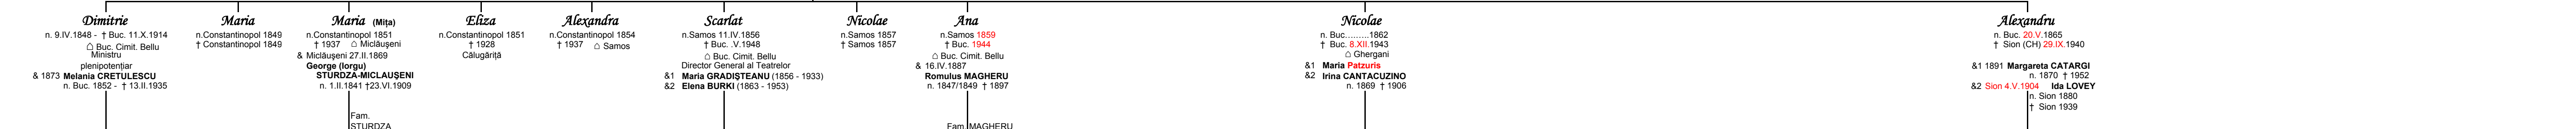 Dimitrie
n. 9.IV.1848 - † Buc. 11.X.1914
⌂ Buc. Cimit. Bellu
Ministru
plenipotențiar
& 1873 Melania CRETULESCU
n. Buc. 1852 - † 13.II.1935
Maria
n.Constantinopol 1849
† Constantinopol 1849
Maria (Mița)
n.Constantinopol 1851
† 1937 ⌂ Miclăușeni
& Miclăușeni 27.II.1869
George (Iorgu)
STURDZA-MICLAUȘENI
n. 1.II.1841 †23.VI.1909
Fam.
STURDZA
Eliza
n.Constantinopol 1851
† 1928
Călugăriță
Alexandra
n.Constantinopol 1854
† 1937 ⌂ Samos
Scarlat
n.Samos 11.IV.1856
† Buc. .V.1948
⌂ Buc. Cimit. Bellu
Director General al Teatrelor
&1 Maria GRADIȘTEANU (1856 - 1933)
&2 Elena BURKI (1863 - 1953)
Nicolae
n.Samos 1857
† Samos 1857
Ana
n.Samos 1859
† Buc. 1944
⌂ Buc. Cimit. Bellu
& 16.IV.1887
Romulus MAGHERU
n. 1847/1849 † 1897
Fam. MAGHERU
Nicolae
n. Buc.........1862
† Buc. 8.XII.1943
⌂ Ghergani
&1 Maria Patzuris
&2 Irina CANTACUZINO
n. 1869 † 1906
Alexandru
n. Buc. 20.V.1865
† Sion (CH) 29.IX.1940
&1 1891 Margareta CATARGI
n. 1870 † 1952
&2 Sion 4.V.1904 Ida LOVEY
n. Sion 1880
† Sion 1939